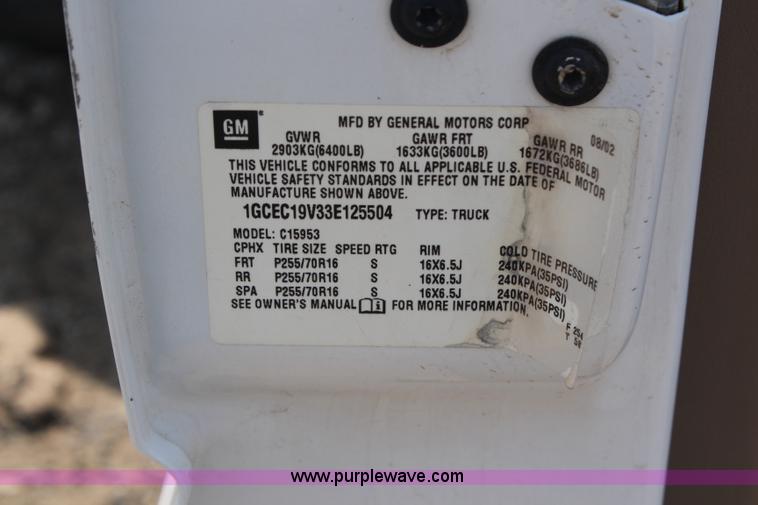 GM
MFD BY GENERAL MOTORS CORP
08/02
GVWR GAWR FRT GAWR RR
2903KG(6400LB) 1633KG(3600LB) 1672KG(3686LB)
THIS VEHICLE CONFORMS TO ALL APPLICABLE U.S. FEDERAL MOTOR
VEHICLE SAFETY STANDARDS IN EFFECT ON THE DATE OF
MANUFACTURE SHOWN ABOVE.
1GCEC19V33E125504 TYPE: TRUCK
MODEL: C15953
CPHX TIRE SIZE SPEED RTG RIM COLD TIRE PRESSURE
FRT P255/70R16 S 16X6.5J 240KPA(35PSI)
RR P255/70R16 S 16X6.5J 240KPA(35PSI)
SPA P255/70R16 S 16X6.5J 240KPA(35PSI)
SEE OWNER'S MANUAL FOR MORE INFORMATION.
F 254
T
www.purplewave.com